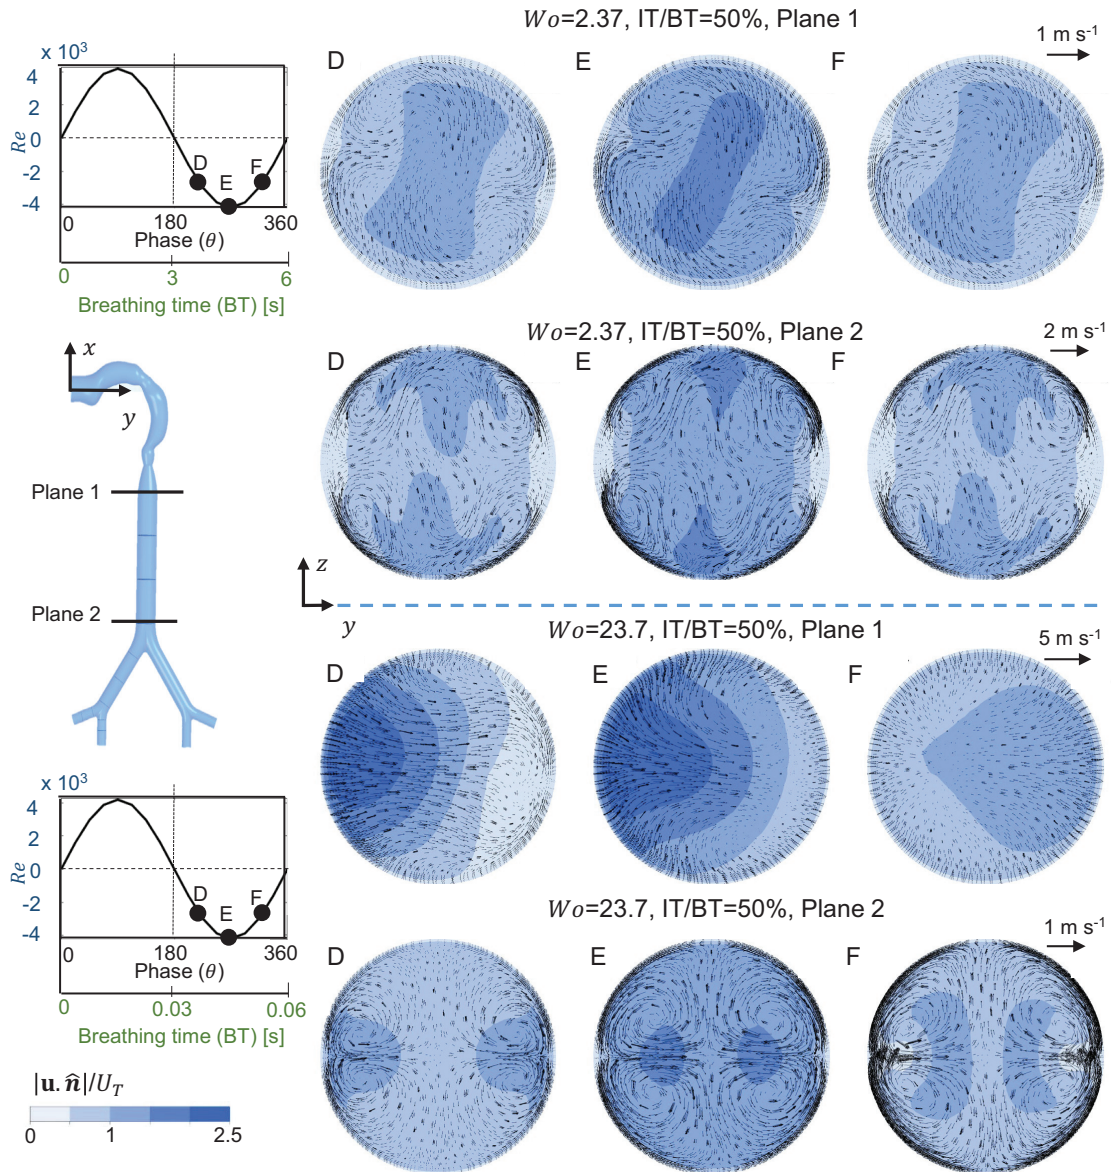 Wo=2.37, IT/BT=50%, Plane 1
1 m s⁻¹
D E F
x 10³
4
2
0
-2
-4
Re
D
E
F
0 180 360
Phase (θ)
0 3 6
Breathing time (BT) [s]
Wo=2.37, IT/BT=50%, Plane 2
2 m s⁻¹
D E F
x
y
Plane 1
Plane 2
z
y
Wo=23.7, IT/BT=50%, Plane 1
5 m s⁻¹
D E F
x 10³
4
2
0
-2
-4
Re
D
E
F
0 180 360
Phase (θ)
0 0.03 0.06
Breathing time (BT) [s]
Wo=23.7, IT/BT=50%, Plane 2
1 m s⁻¹
D E F
|u.n̂|/U_T
0 1 2.5